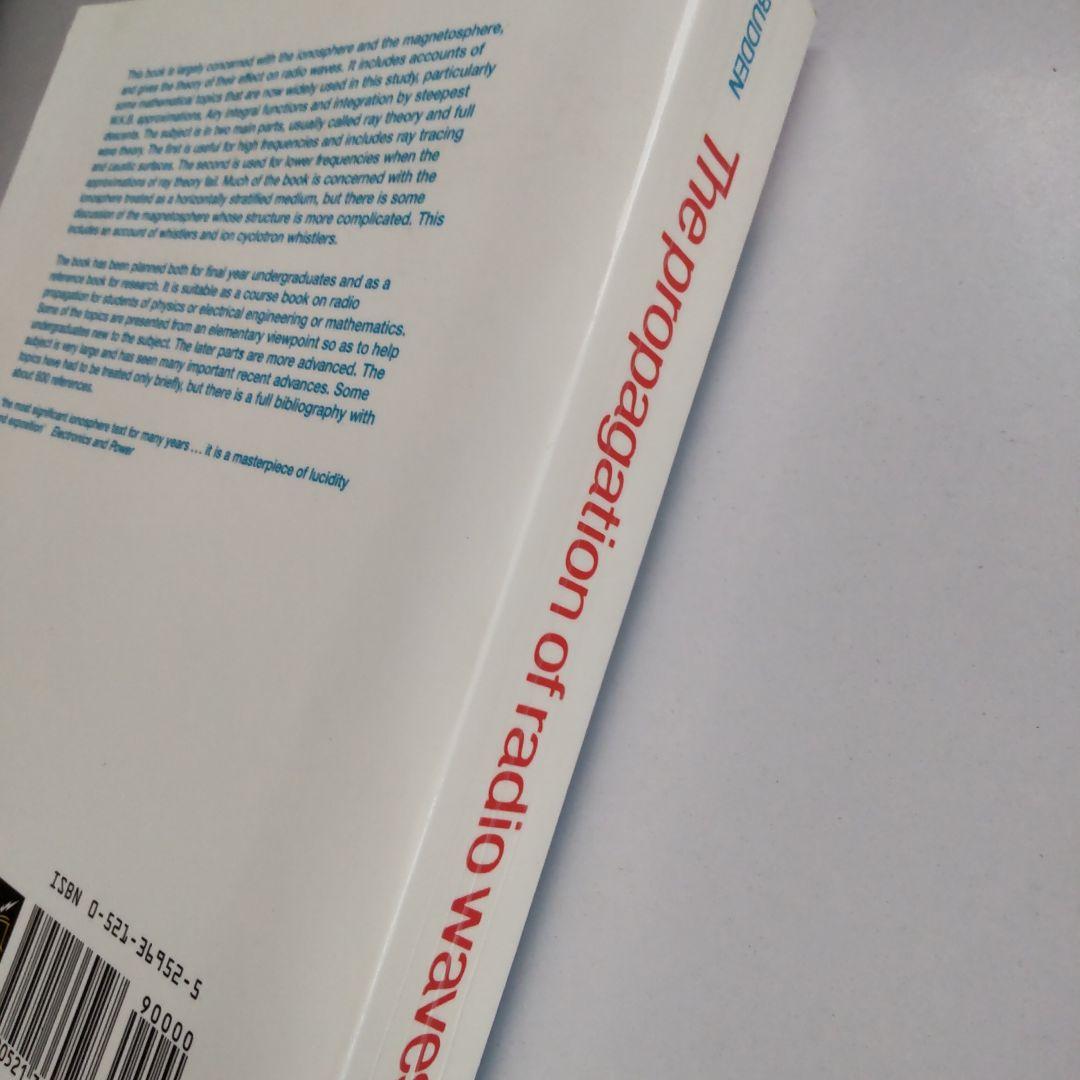 This book is largely concerned with the ionosphere and the magnetosphere,
and gives the theory of their effect on radio waves. It includes accounts of
some mathematical topics that are now widely used in this study, particularly
W.K.B. approximations, Airy integral functions and integration by steepest
descents. The subject is in two main parts, usually called ray theory and full
wave theory. The first is useful for high frequencies and includes ray tracing
and caustic surfaces. The second is used for lower frequencies when the
approximations of ray theory fail. Much of the book is concerned with the
ionosphere treated as a horizontally stratified medium, but there is some
discussion of the magnetosphere whose structure is more complicated. This
includes an account of whistlers and ion cyclotron whistlers.
The book has been planned both for final year undergraduates and as a
reference book for research. It is suitable as a course book on radio
propagation for students of physics or electrical engineering or mathematics.
Some of the topics are presented from an elementary viewpoint so as to help
undergraduates new to the subject. The later parts are more advanced. The
subject is very large and has seen many important recent advances. Some
topics have had to be treated only briefly, but there is a full bibliography with
about 600 references.
'the most significant ionosphere text for many years ... it is a masterpiece of lucidity
and exposition' Electronics and Power
ISBN 0-521-36952-5
90000
BUDDEN
The propagation of radio waves